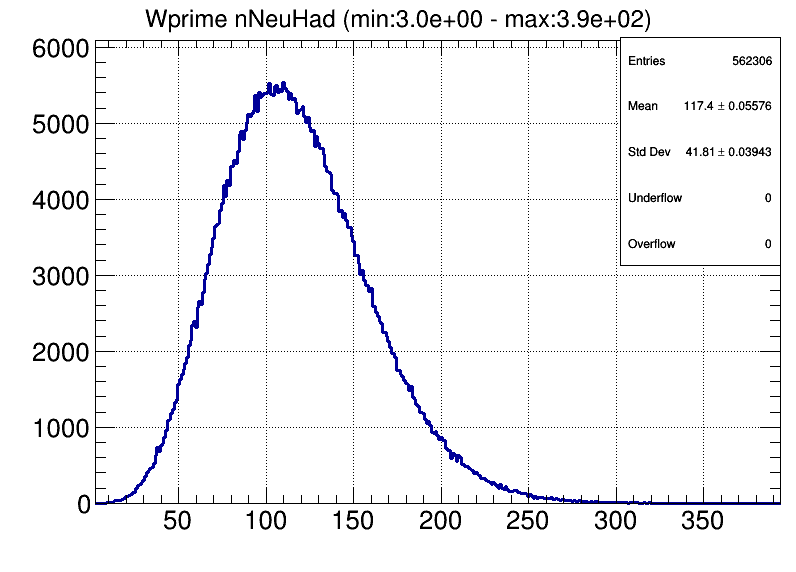 Wprime nNeuHad (min:3.0e+00 - max:3.9e+02)
Entries 562306
Mean 117.4 ± 0.05576
Std Dev 41.81 ± 0.03943
Underflow 0
Overflow 0
6000
5000
4000
3000
2000
1000
0
50 100 150 200 250 300 350